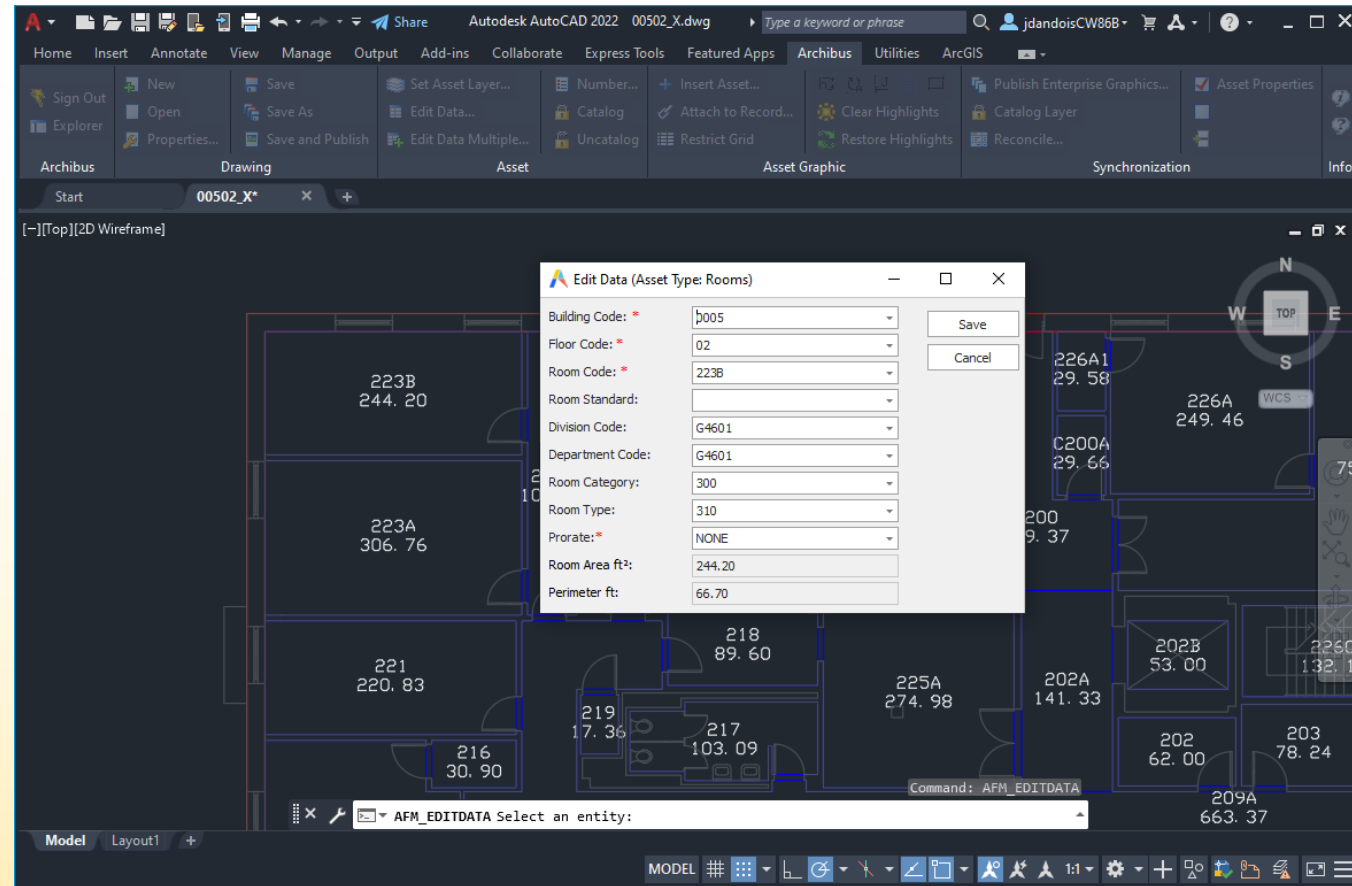 Share Autodesk AutoCAD 2022 00502_X.dwg Type a keyword or phrase jdandoisCW86B
Home Insert Annotate View Manage Output Add-ins Collaborate Express Tools Featured Apps Archibus Utilities ArcGIS
Sign Out
Explorer
New
Open
Properties...
Save
Save As
Save and Publish
Set Asset Layer...
Edit Data...
Edit Data Multiple...
Number...
Catalog
Uncatalog
Insert Asset...
Attach to Record...
Restrict Grid
Clear Highlights
Restore Highlights
Publish Enterprise Graphics...
Catalog Layer
Reconcile...
Asset Properties
Archibus Drawing Asset Asset Graphic Synchronization Info
Start 00502_X*
[−][Top][2D Wireframe]
N
W TOP E
S
WCS
Edit Data (Asset Type: Rooms)
Building Code: * 0005
Floor Code: * 02
Room Code: * 223B
Room Standard:
Division Code: G4601
Department Code: G4601
Room Category: 300
Room Type: 310
Prorate:* NONE
Room Area ft²: 244.20
Perimeter ft: 66.70
Save
Cancel
223B
244. 20
226A1
29. 58
226A
249. 46
C200A
29. 66
223A
306. 76
200
9. 37
218
89. 60
221
220. 83
225A
274. 98
202A
141. 33
202B
53. 00
219
17. 36
217
103. 09
216
30. 90
202
62. 00
203
78. 24
209A
663. 37
Command: AFM_EDITDATA
AFM_EDITDATA Select an entity:
Model Layout1 +
MODEL 1:1